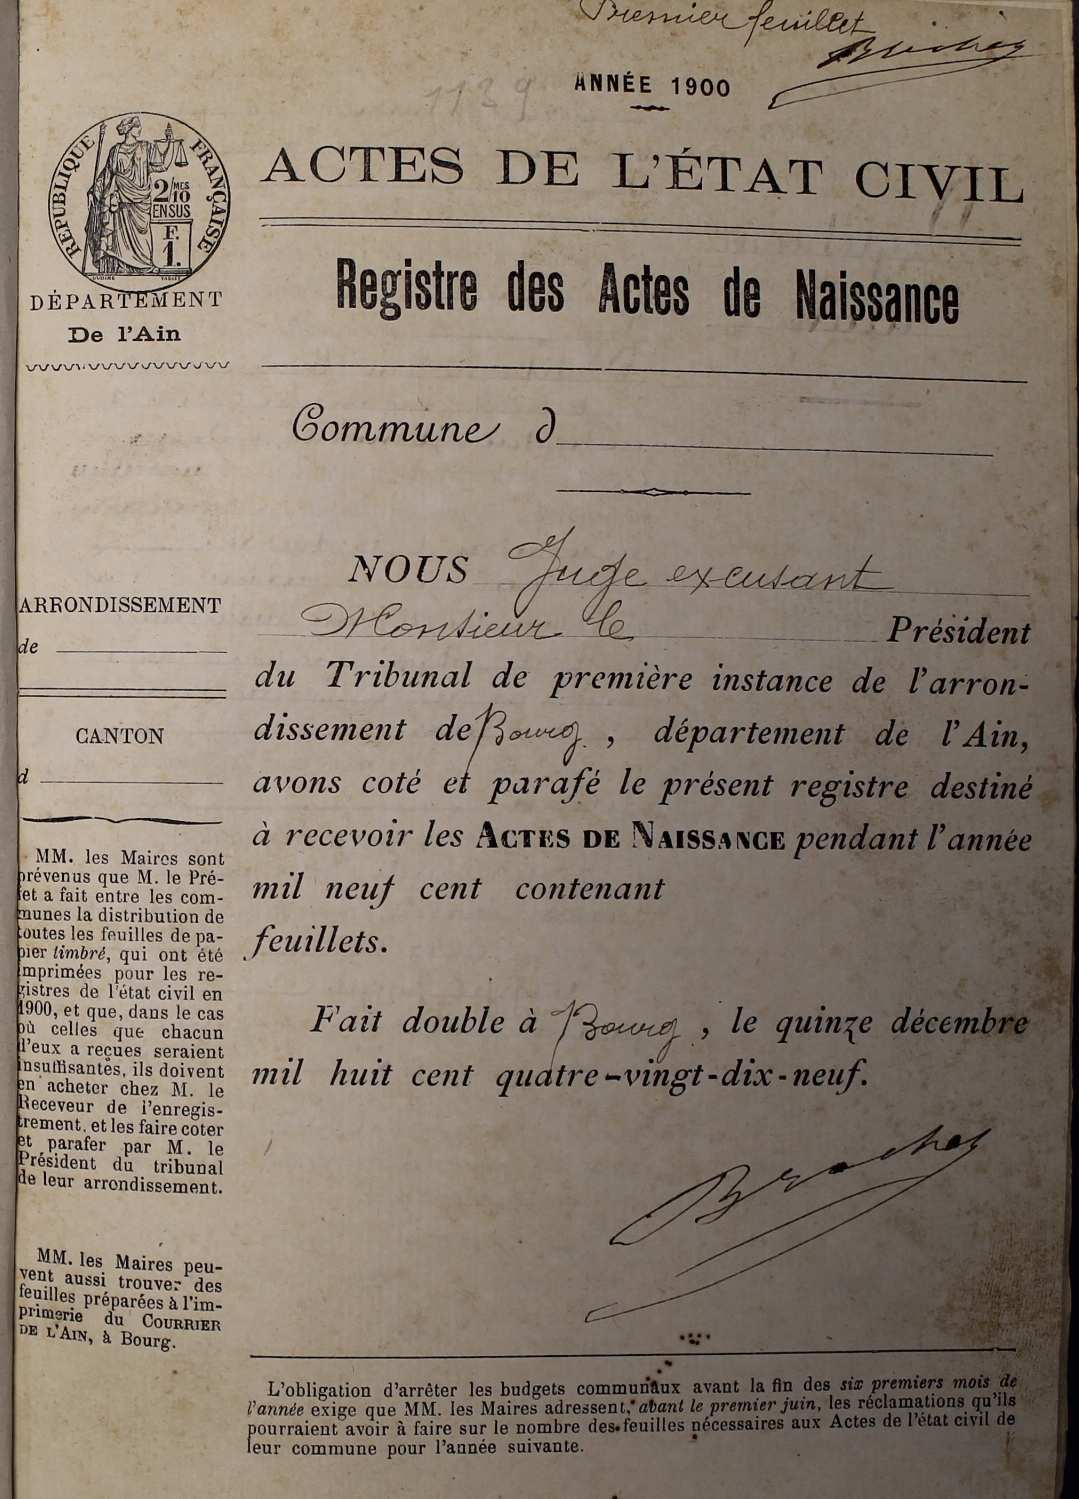 Premier feuillet
1139
ANNÉE 1900
RÉPUBLIQUE FRANÇAISE
2/MES
10
EN SUS
F.
1.
ACTES DE L'ÉTAT CIVIL
DÉPARTEMENT
De l'Ain
Registre des Actes de Naissance
Commune d
ARRONDISSEMENT
de
CANTON
d
MM. les Maires sont
prévenus que M. le Pré-
fet a fait entre les com-
munes la distribution de
toutes les feuilles de pa-
pier timbré, qui ont été
imprimées pour les re-
gistres de l'état civil en
1900, et que, dans le cas
où celles que chacun
d'eux a reçues seraient
insuffisantes, ils doivent
en acheter chez M. le
Receveur de l'enregis-
trement, et les faire coter
et parafer par M. le
Président du tribunal
de leur arrondissement.
MM. les Maires peu-
vent aussi trouver des
feuilles préparées à l'im-
primerie du COURRIER
DE L'AIN, à Bourg.
NOUS Juge excusant
Monsieur le Président
du Tribunal de première instance de l'arron-
dissement de Bourg, département de l'Ain,
avons coté et parafé le présent registre destiné
à recevoir les ACTES DE NAISSANCE pendant l'année
mil neuf cent contenant
feuillets.
Fait double à Bourg, le quinze décembre
mil huit cent quatre-vingt-dix-neuf.
L'obligation d'arrêter les budgets communaux avant la fin des six premiers mois de
l'année exige que MM. les Maires adressent, avant le premier juin, les réclamations qu'ils
pourraient avoir à faire sur le nombre des feuilles nécessaires aux Actes de l'état civil de
leur commune pour l'année suivante.